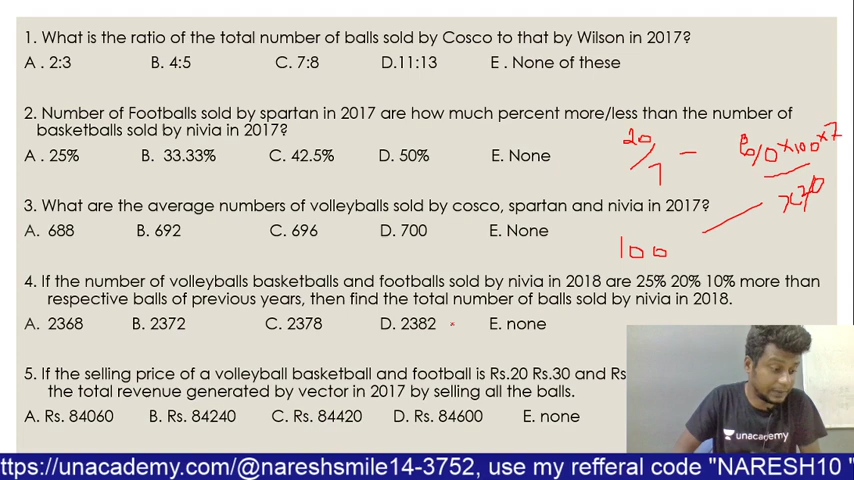 1. What is the ratio of the total number of balls sold by Cosco to that by Wilson in 2017?
A . 2:3 B. 4:5 C. 7:8 D.11:13 E . None of these
2. Number of Footballs sold by spartan in 2017 are how much percent more/less than the number of
basketballs sold by nivia in 2017?
A . 25% B. 33.33% C. 42.5% D. 50% E. None
3. What are the average numbers of volleyballs sold by cosco, spartan and nivia in 2017?
A. 688 B. 692 C. 696 D. 700 E. None
100
4. If the number of volleyballs basketballs and footballs sold by nivia in 2018 are 25% 20% 10% more than
respective balls of previous years, then find the total number of balls sold by nivia in 2018.
A. 2368 B. 2372 C. 2378 D. 2382 E. none
5. If the selling price of a volleyball basketball and football is Rs.20 Rs.30 and Rs
the total revenue generated by vector in 2017 by selling all the balls.
A. Rs. 84060 B. Rs. 84240 C. Rs. 84420 D. Rs. 84600 E. none
unacademy
ttps://unacademy.com/@nareshsmile14-3752, use my refferal code "NARESH10 "